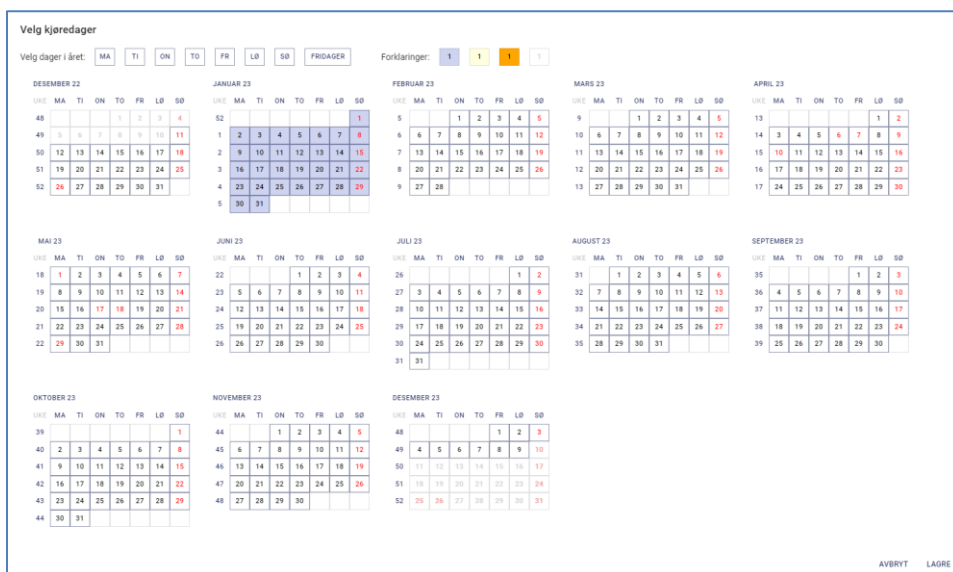 Velg kjøredager
Velg dager i året: MA TI ON TO FR LØ SØ FRIDAGER Forklaringer: 1 1 1 1
DESEMBER 22 JANUAR 23 FEBRUAR 23 MARS 23 APRIL 23
UKE MA TI ON TO FR LØ SØ UKE MA TI ON TO FR LØ SØ UKE MA TI ON TO FR LØ SØ UKE MA TI ON TO FR LØ SØ UKE MA TI ON TO FR LØ SØ
48 1 2 3 4 52 1 5 1 2 3 4 5 9 1 2 3 4 5 13 1 2
49 5 6 7 8 9 10 11 1 2 3 4 5 6 7 8 6 6 7 8 9 10 11 12 10 6 7 8 9 10 11 12 14 3 4 5 6 7 8 9
50 12 13 14 15 16 17 18 2 9 10 11 12 13 14 15 7 13 14 15 16 17 18 19 11 13 14 15 16 17 18 19 15 10 11 12 13 14 15 16
51 19 20 21 22 23 24 25 3 16 17 18 19 20 21 22 8 20 21 22 23 24 25 26 12 20 21 22 23 24 25 26 16 17 18 19 20 21 22 23
52 26 27 28 29 30 31 4 23 24 25 26 27 28 29 9 27 28 13 27 28 29 30 31 17 24 25 26 27 28 29 30
5 30 31
MAI 23 JUNI 23 JULI 23 AUGUST 23 SEPTEMBER 23
UKE MA TI ON TO FR LØ SØ UKE MA TI ON TO FR LØ SØ UKE MA TI ON TO FR LØ SØ UKE MA TI ON TO FR LØ SØ UKE MA TI ON TO FR LØ SØ
18 1 2 3 4 5 6 7 22 1 2 3 4 26 1 2 31 1 2 3 4 5 6 35 1 2 3
19 8 9 10 11 12 13 14 23 5 6 7 8 9 10 11 27 3 4 5 6 7 8 9 32 7 8 9 10 11 12 13 36 4 5 6 7 8 9 10
20 15 16 17 18 19 20 21 24 12 13 14 15 16 17 18 28 10 11 12 13 14 15 16 33 14 15 16 17 18 19 20 37 11 12 13 14 15 16 17
21 22 23 24 25 26 27 28 25 19 20 21 22 23 24 25 29 17 18 19 20 21 22 23 34 21 22 23 24 25 26 27 38 18 19 20 21 22 23 24
22 29 30 31 26 26 27 28 29 30 30 24 25 26 27 28 29 30 35 28 29 30 31 39 25 26 27 28 29 30
31 31
OKTOBER 23 NOVEMBER 23 DESEMBER 23
UKE MA TI ON TO FR LØ SØ UKE MA TI ON TO FR LØ SØ UKE MA TI ON TO FR LØ SØ
39 1 44 1 2 3 4 5 48 1 2 3
40 2 3 4 5 6 7 8 45 6 7 8 9 10 11 12 49 4 5 6 7 8 9 10
41 9 10 11 12 13 14 15 46 13 14 15 16 17 18 19 50 11 12 13 14 15 16 17
42 16 17 18 19 20 21 22 47 20 21 22 23 24 25 26 51 18 19 20 21 22 23 24
43 23 24 25 26 27 28 29 48 27 28 29 30 52 25 26 27 28 29 30 31
44 30 31
AVBRYT LAGRE